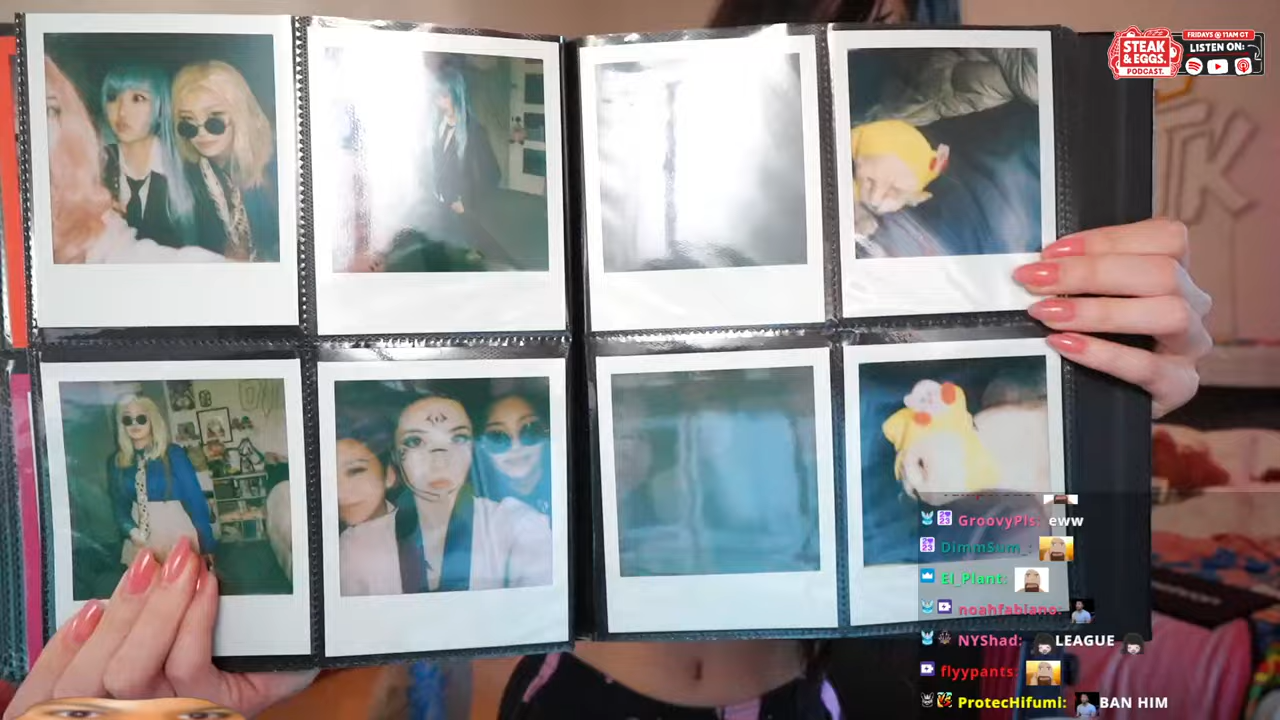 STEAK
& EGGS.
PODCAST.
FRIDAYS @ 11AM CT
LISTEN ON:
TK
GroovyPls: eww
DimmSum_:
El_Plant:
noahfabiano:
NYShad: LEAGUE
flyypants:
ProtecHifumi: BAN HIM